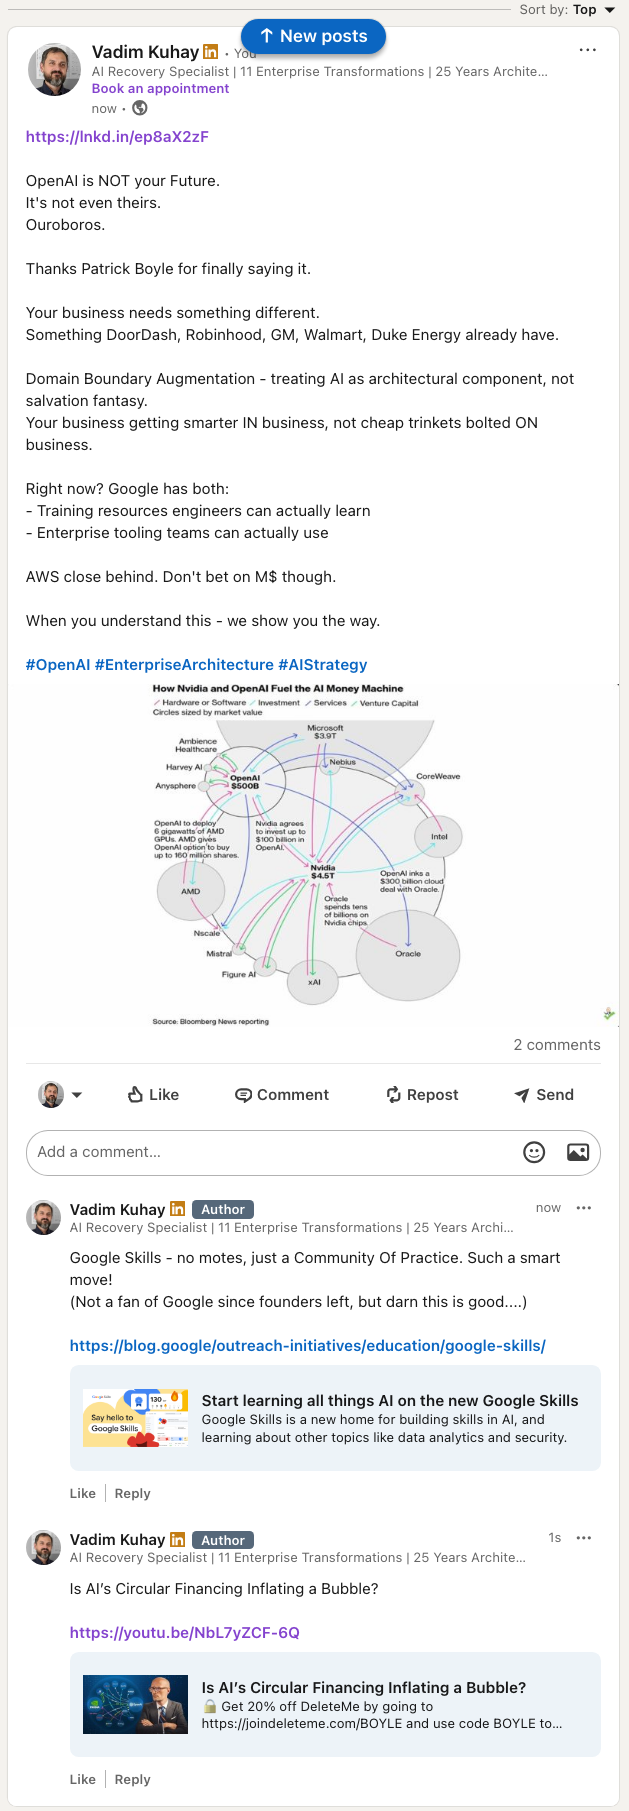 Sort by: Top
↑ New posts
Vadim Kuhay in • You
AI Recovery Specialist | 11 Enterprise Transformations | 25 Years Archite...
Book an appointment
now •
https://lnkd.in/ep8aX2zF
OpenAI is NOT your Future.
It's not even theirs.
Ouroboros.
Thanks Patrick Boyle for finally saying it.
Your business needs something different.
Something DoorDash, Robinhood, GM, Walmart, Duke Energy already have.
Domain Boundary Augmentation - treating AI as architectural component, not
salvation fantasy.
Your business getting smarter IN business, not cheap trinkets bolted ON
business.
Right now? Google has both:
- Training resources engineers can actually learn
- Enterprise tooling teams can actually use
AWS close behind. Don't bet on M$ though.
When you understand this - we show you the way.
#OpenAI #EnterpriseArchitecture #AIStrategy
How Nvidia and OpenAI Fuel the AI Money Machine
Hardware or Software Investment Services Venture Capital
Circles sized by market value
Microsoft
$3.9T
Ambience
Healthcare
Nebius
Harvey AI
OpenAI
$500B
CoreWeave
Anysphere
OpenAI to deploy
6 gigawatts of AMD
GPUs. AMD gives
OpenAI option to buy
up to 160 million shares.
Nvidia agrees
to invest up to
$100 billion in
OpenAI.
Intel
Nvidia
$4.5T
OpenAI inks a
$300 billion cloud
deal with Oracle.
AMD
Oracle
spends tens
of billions on
Nvidia chips.
Nscale
Mistral
Oracle
Figure AI
xAI
Source: Bloomberg News reporting
2 comments
Like Comment Repost Send
Add a comment...
Vadim Kuhay in Author now
AI Recovery Specialist | 11 Enterprise Transformations | 25 Years Archi...
Google Skills - no motes, just a Community Of Practice. Such a smart
move!
(Not a fan of Google since founders left, but darn this is good....)
https://blog.google/outreach-initiatives/education/google-skills/
Say hello to
Google Skills
130
Start learning all things AI on the new Google Skills
Google Skills is a new home for building skills in AI, and
learning about other topics like data analytics and security.
Like | Reply
Vadim Kuhay in Author 1s
AI Recovery Specialist | 11 Enterprise Transformations | 25 Years Archite...
Is AI's Circular Financing Inflating a Bubble?
https://youtu.be/NbL7yZCF-6Q
Is AI's Circular Financing Inflating a Bubble?
Get 20% off DeleteMe by going to
https://joindeleteme.com/BOYLE and use code BOYLE to...
Like | Reply